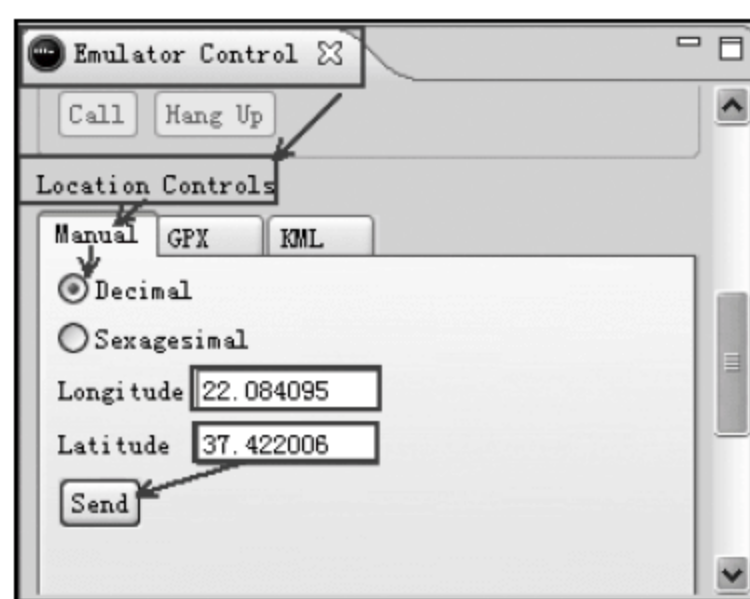 Emulator Control
Call Hang Up
Location Controls
Manual GPX KML
Decimal
Sexagesimal
Longitude 22.084095
Latitude 37.422006
Send